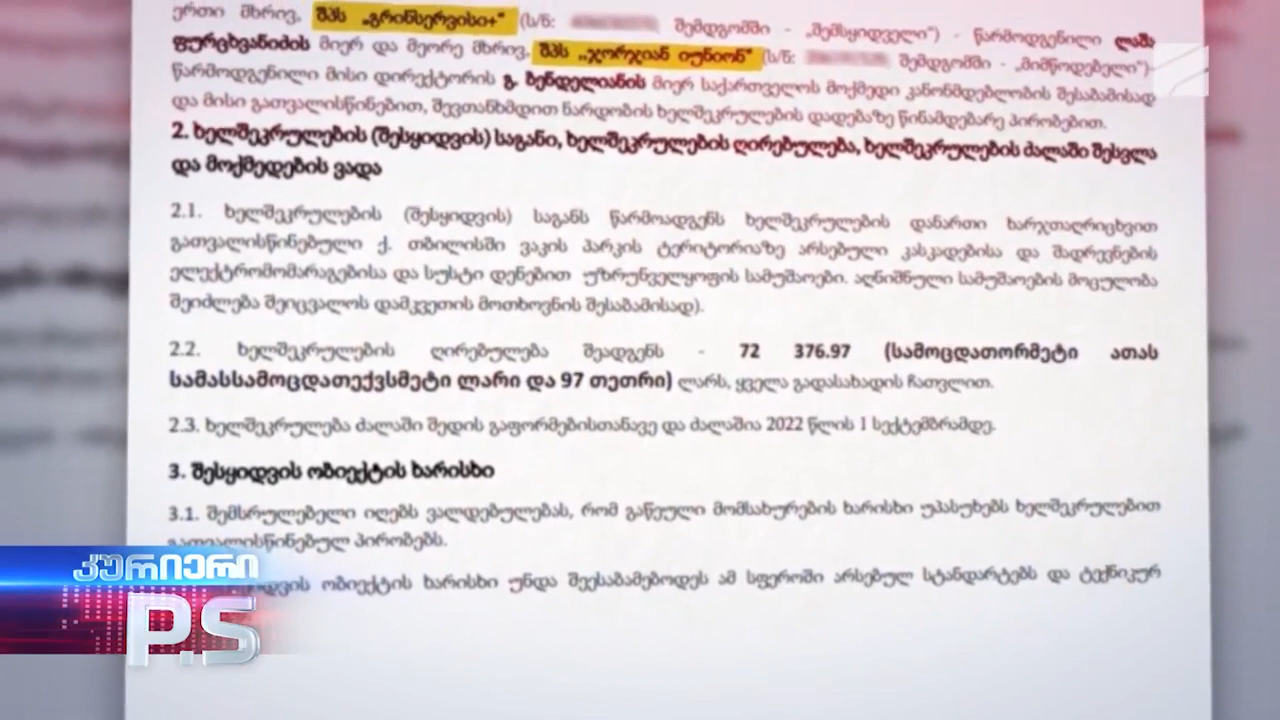 ერთი მხრივ, შპს „გრინსერვისი+“ (ს/ნ: შემდგომში - „შემსყიდველი“) - წარმოდგენილი ლაშა
ფურცხვანიძის მიერ და მეორე მხრივ, შპს ,,ჯორჯიან იუნიონ“ (ს/ნ: შემდგომში - „მიმწოდებელი“)
წარმოდგენილი მისი დირექტორის გ. ბენდელიანის მიერ საქართველოს მოქმედი კანონმდებლობის შესაბამისად
და მისი გათვალისწინებით, შევთანხმდით ნარდობის ხელშეკრულების დადებაზე წინამდებარე პირობებით.
2. ხელშეკრულების (შესყიდვის) საგანი, ხელშეკრულების ღირებულება, ხელშეკრულების ძალაში შესვლა
და მოქმედების ვადა
2.1. ხელშეკრულების (შესყიდვის) საგანს წარმოადგენს ხელშეკრულების დანართი ხარჯთაღრიცხვით
გათვალისწინებული ქ. თბილისში ვაკის პარკის ტერიტორიაზე არსებული კასკადებისა და შადრევნების
ელექტრომომარაგებისა და სუსტი დენებით უზრუნველყოფის სამუშაოები. აღნიშნული სამუშაოების მოცულობა
შეიძლება შეიცვალოს დამკვეთის მოთხოვნის შესაბამისად).
2.2. ხელშეკრულების ღირებულება შეადგენს - 72 376.97 (სამოცდათორმეტი ათას
სამასსამოცდათექვსმეტი ლარი და 97 თეთრი) ლარს, ყველა გადასახადის ჩათვლით.
2.3. ხელშეკრულება ძალაში შედის გაფორმებისთანავე და ძალაშია 2022 წლის 1 სექტემბრამდე.
3. შესყიდვის ობიექტის ხარისხი
3.1. შემსრულებელი იღებს ვალდებულებას, რომ გაწეული მომსახურების ხარისხი უპასუხებს ხელშეკრულებით
გათვალისწინებულ პირობებს.
ობიექტის ხარისხი უნდა შეესაბამებოდეს ამ სფეროში არსებულ სტანდარტებს და ტექნიკურ
კურიერი
P.S